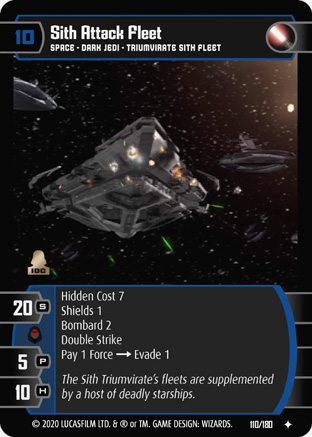 10 Sith Attack Fleet
SPACE - DARK JEDI - TRIUMVIRATE SITH FLEET
IDC
20 S
5 P
10 H
Hidden Cost 7
Shields 1
Bombard 2
Double Strike
Pay 1 Force → Evade 1
The Sith Triumvirate's fleets are supplemented
by a host of deadly starships.
© 2020 LUCASFILM LTD. & ® or TM. GAME DESIGN: WIZARDS. 110/180